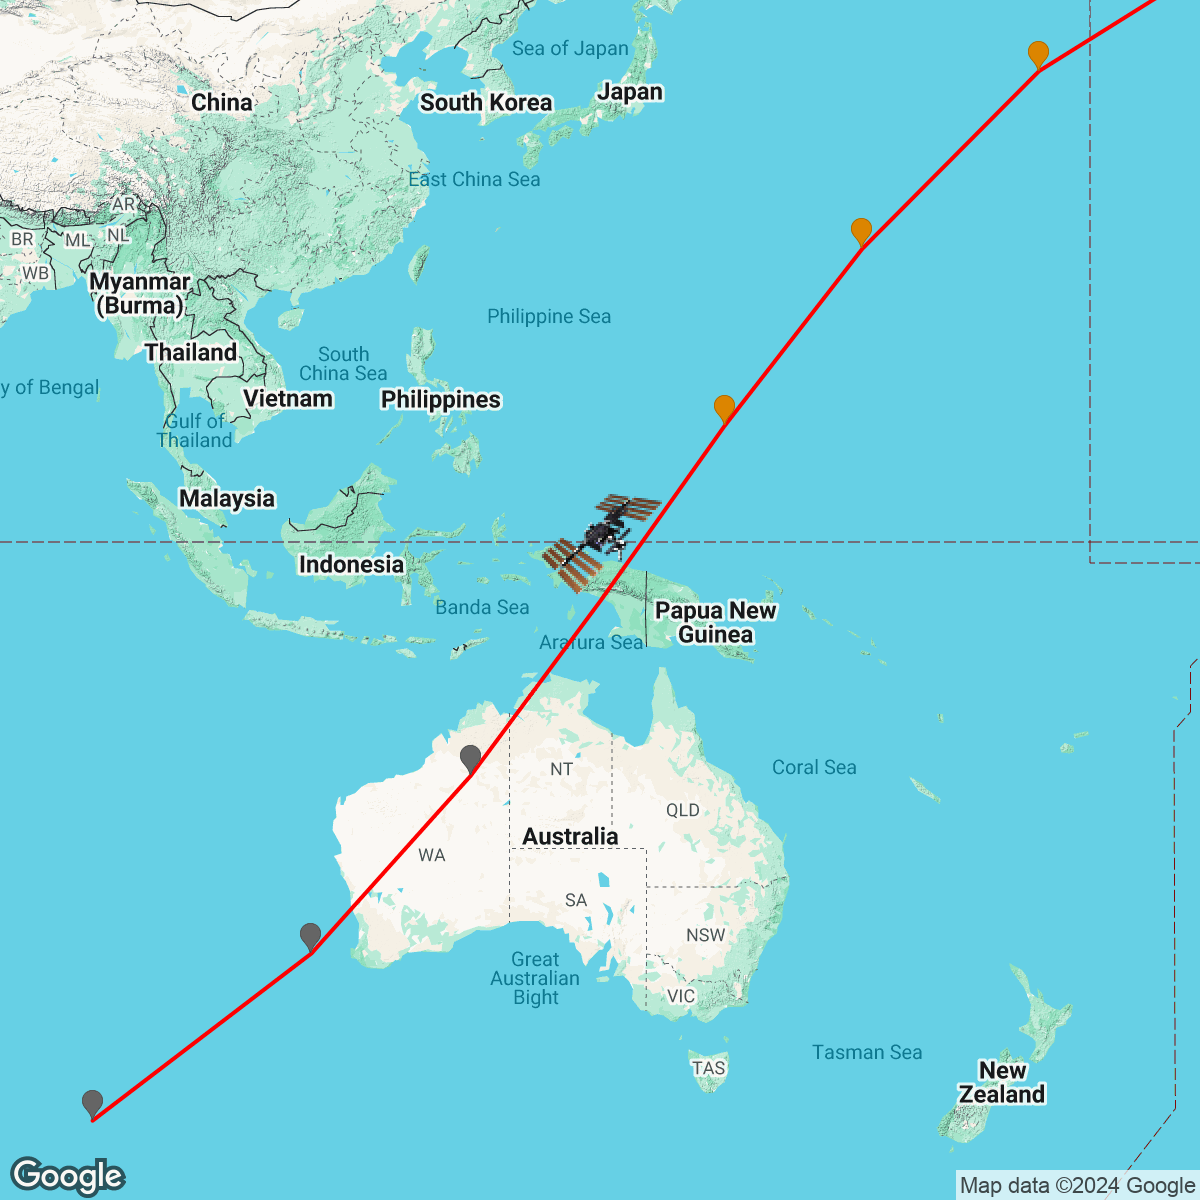 Sea of Japan
China
South Korea
Japan
East China Sea
AR
BR
ML
NL
WB
Myanmar
(Burma)
Philippine Sea
Thailand
South
China Sea
y of Bengal
Vietnam
Philippines
Gulf of
Thailand
Malaysia
Indonesia
Banda Sea
Papua New
Guinea
Arafura Sea
NT
Coral Sea
QLD
Australia
WA
SA
NSW
Great
Australian
Bight
VIC
Tasman Sea
TAS
New
Zealand
Google
Map data ©2024 Google